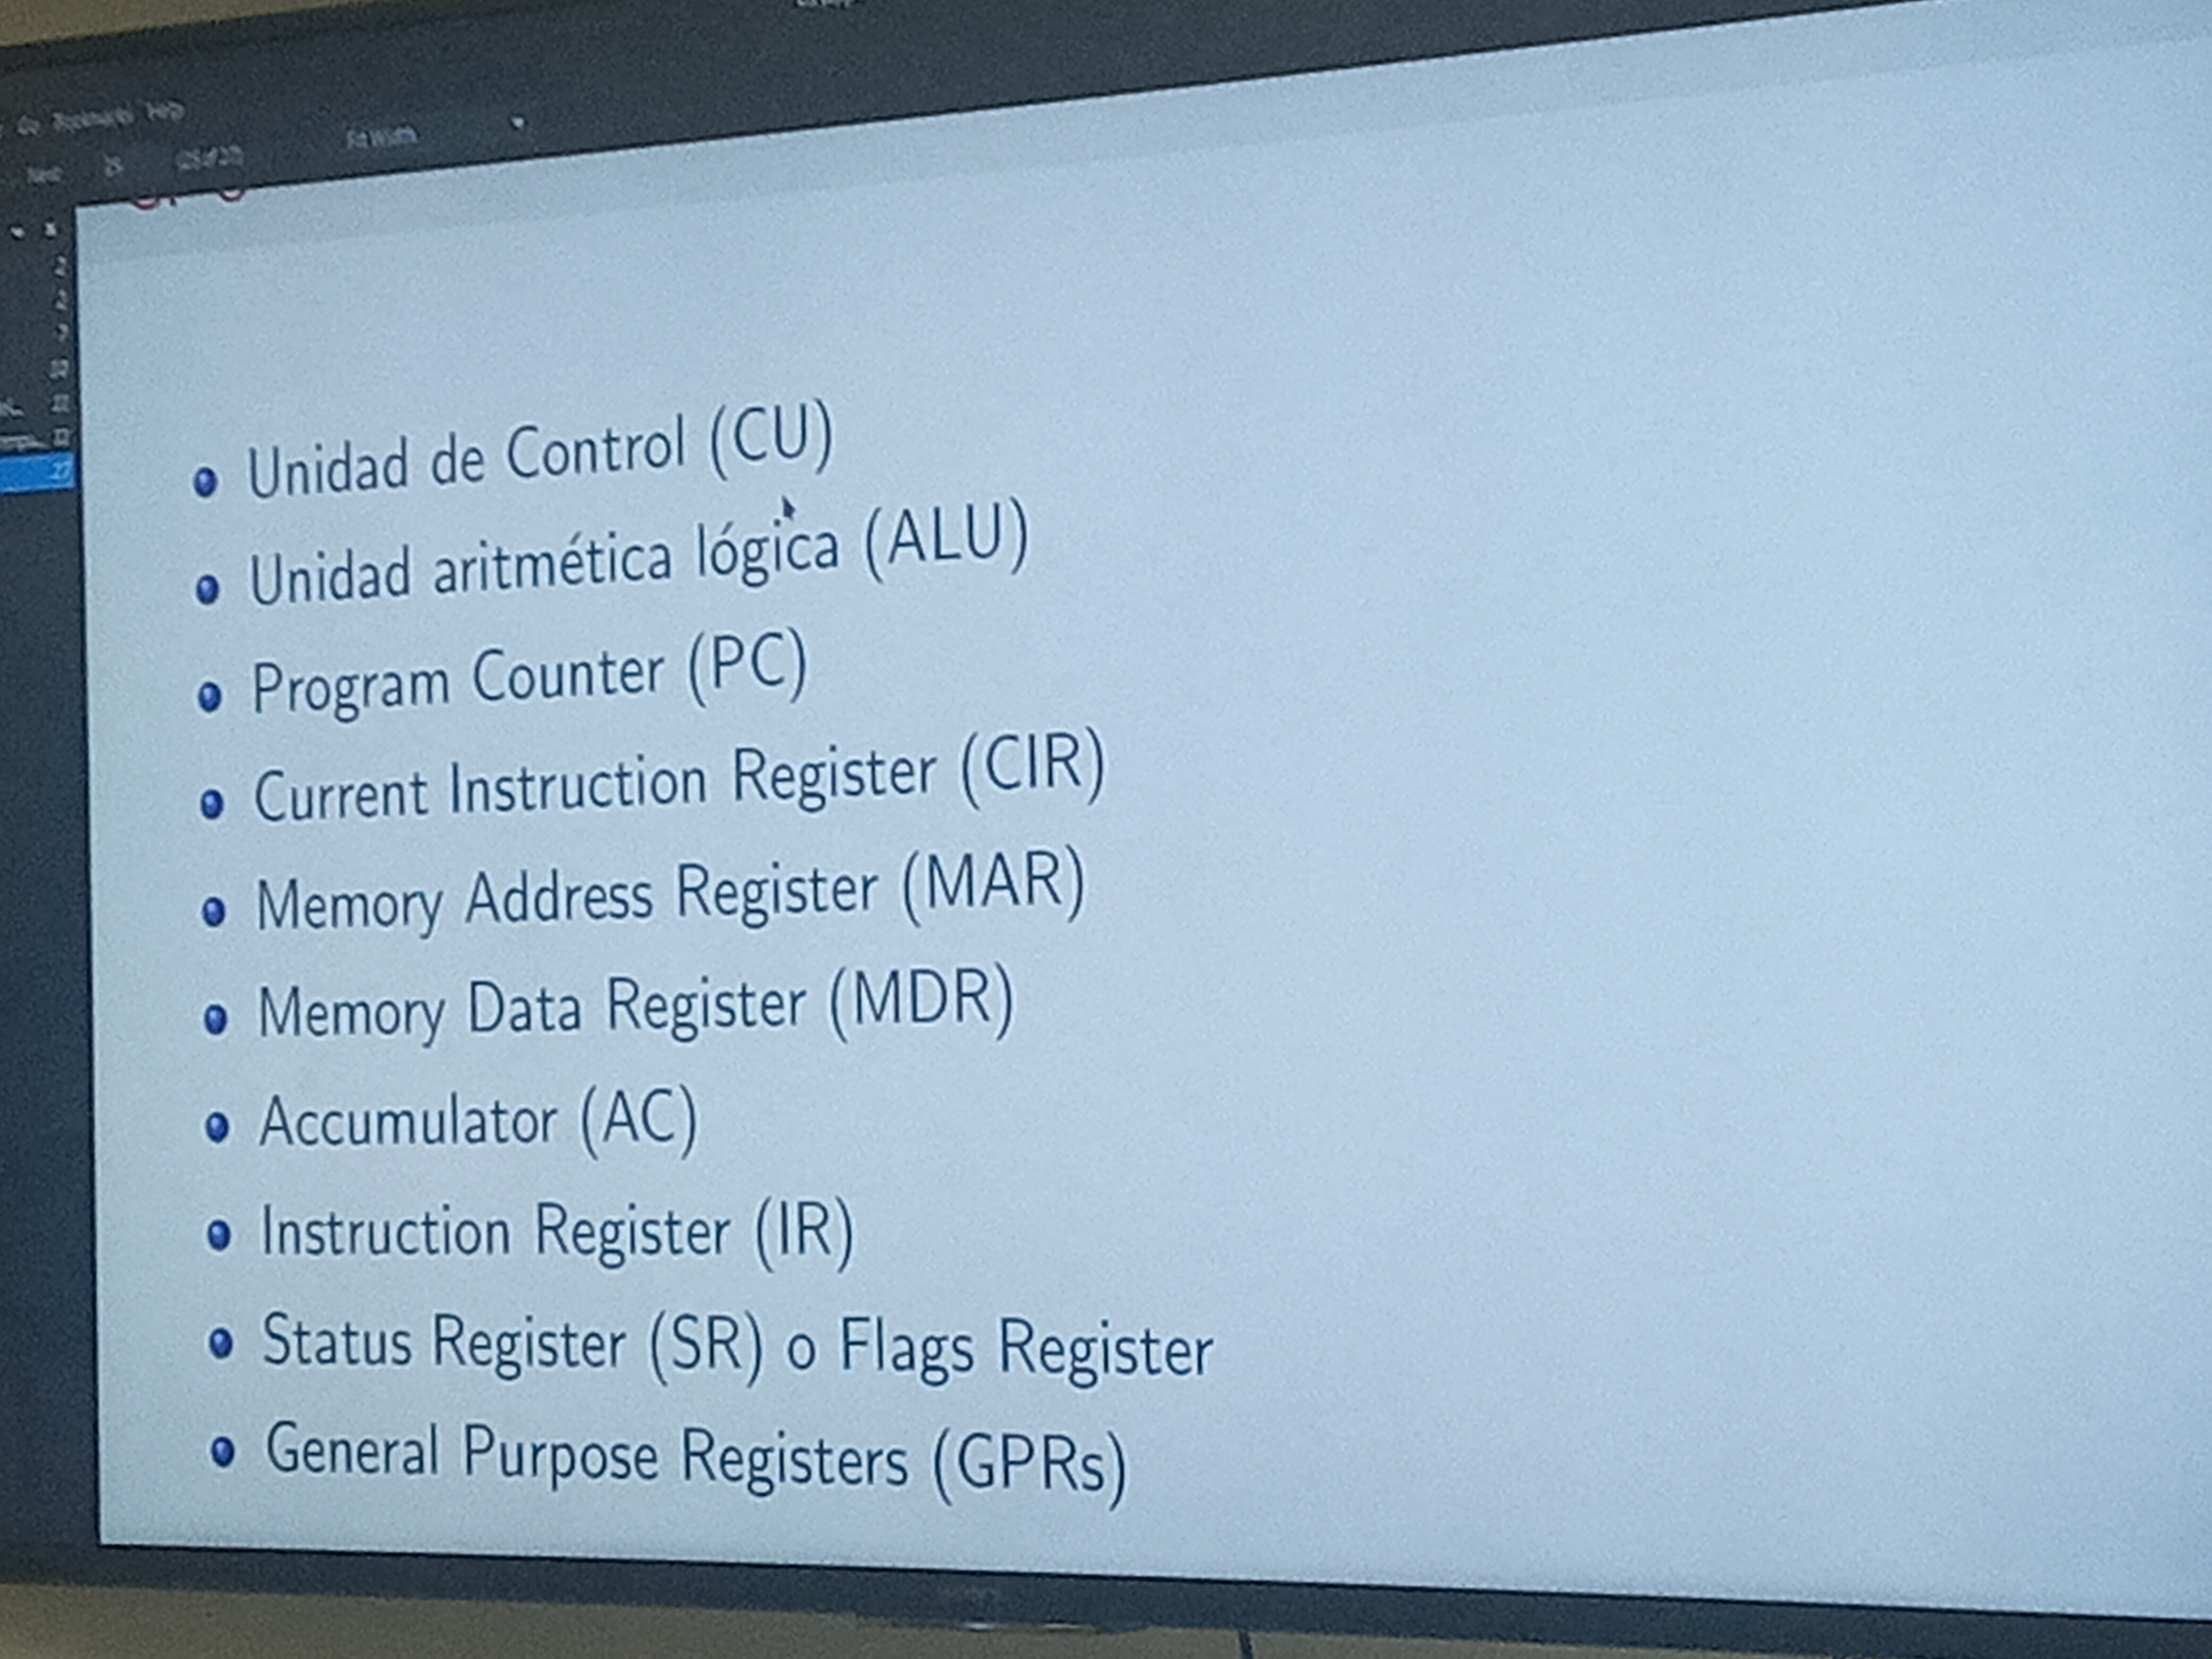 Go Bookmarks Help
Next 25 (25 of 27) Fit Width
Unidad de Control (CU)
Unidad aritmética lógica (ALU)
Program Counter (PC)
Current Instruction Register (CIR)
Memory Address Register (MAR)
Memory Data Register (MDR)
Accumulator (AC)
Instruction Register (IR)
Status Register (SR) o Flags Register
General Purpose Registers (GPRs)